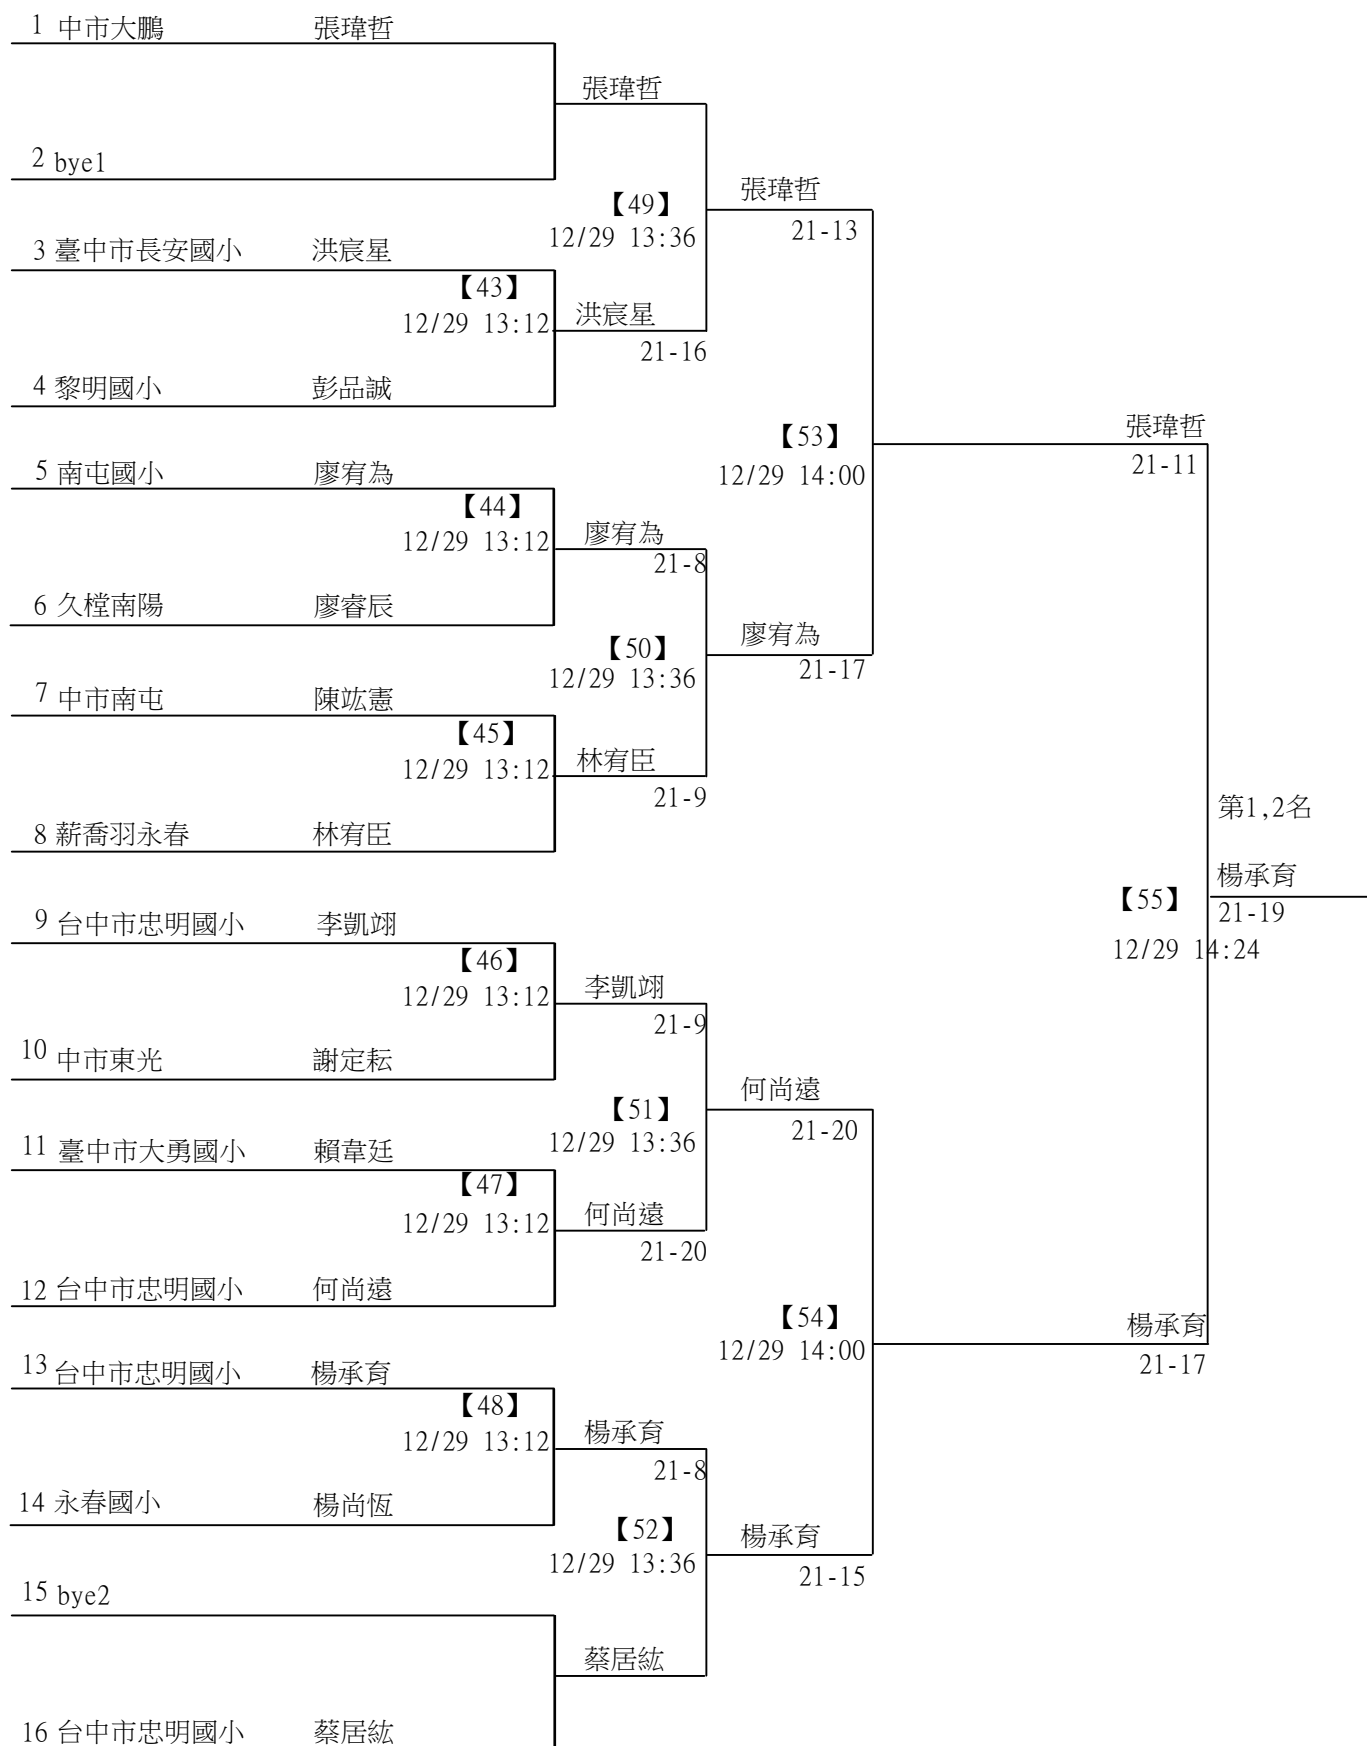 1 中市大鵬 張瑋哲
張瑋哲
2 bye1
張瑋哲
【49】
21-13
12/29 13:36
3 臺中市長安國小 洪宸星
【43】
洪宸星
12/29 13:12
21-16
4 黎明國小 彭品誠
張瑋哲
【53】
21-11
12/29 14:00
5 南屯國小 廖宥為
【44】
廖宥為
12/29 13:12
21-8
6 久樘南陽 廖睿辰
廖宥為
【50】
21-17
12/29 13:36
7 中市南屯 陳竑憲
【45】
林宥臣
12/29 13:12
21-9
第1,2名
8 薪喬羽永春 林宥臣
楊承育
【55】
21-19
12/29 14:24
9 台中市忠明國小 李凱翊
【46】
李凱翊
12/29 13:12
21-9
10 中市東光 謝定耘
何尚遠
【51】
21-20
12/29 13:36
11 臺中市大勇國小 賴韋廷
【47】
何尚遠
12/29 13:12
21-20
12 台中市忠明國小 何尚遠
【54】
楊承育
12/29 14:00
21-17
13 台中市忠明國小 楊承育
【48】
楊承育
12/29 13:12
21-8
14 永春國小 楊尚恆
【52】
楊承育
12/29 13:36
21-15
15 bye2
蔡居紘
16 台中市忠明國小 蔡居紘